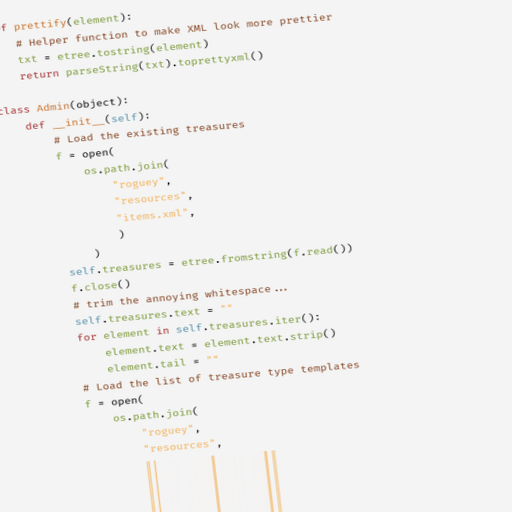 f prettify(element):
# Helper function to make XML look more prettier
txt = etree.tostring(element)
return parseString(txt).toprettyxml()
class Admin(object):
def __init__(self):
# Load the existing treasures
f = open(
os.path.join(
"roguey",
"resources",
"items.xml",
)
)
self.treasures = etree.fromstring(f.read())
f.close()
# trim the annoying whitespace...
self.treasures.text = ""
for element in self.treasures.iter():
element.text = element.text.strip()
element.tail = ""
# Load the list of treasure type templates
f = open(
os.path.join(
"roguey",
"resources",